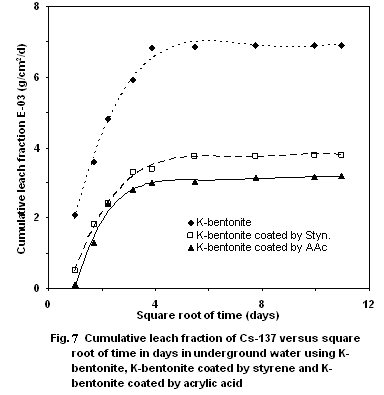 8
6
4
2
0
Cumulative leach fraction E-03 (g/cm²/d)
K-bentonite
K-bentonite coated by Styn.
K-bentonite coated by AAc
0 4 8 12
Square root of time (days)
Fig. 7 Cumulative leach fraction of Cs-137 versus square
root of time in days in underground water using K-
bentonite, K-bentonite coated by styrene and K-
bentonite coated by acrylic acid